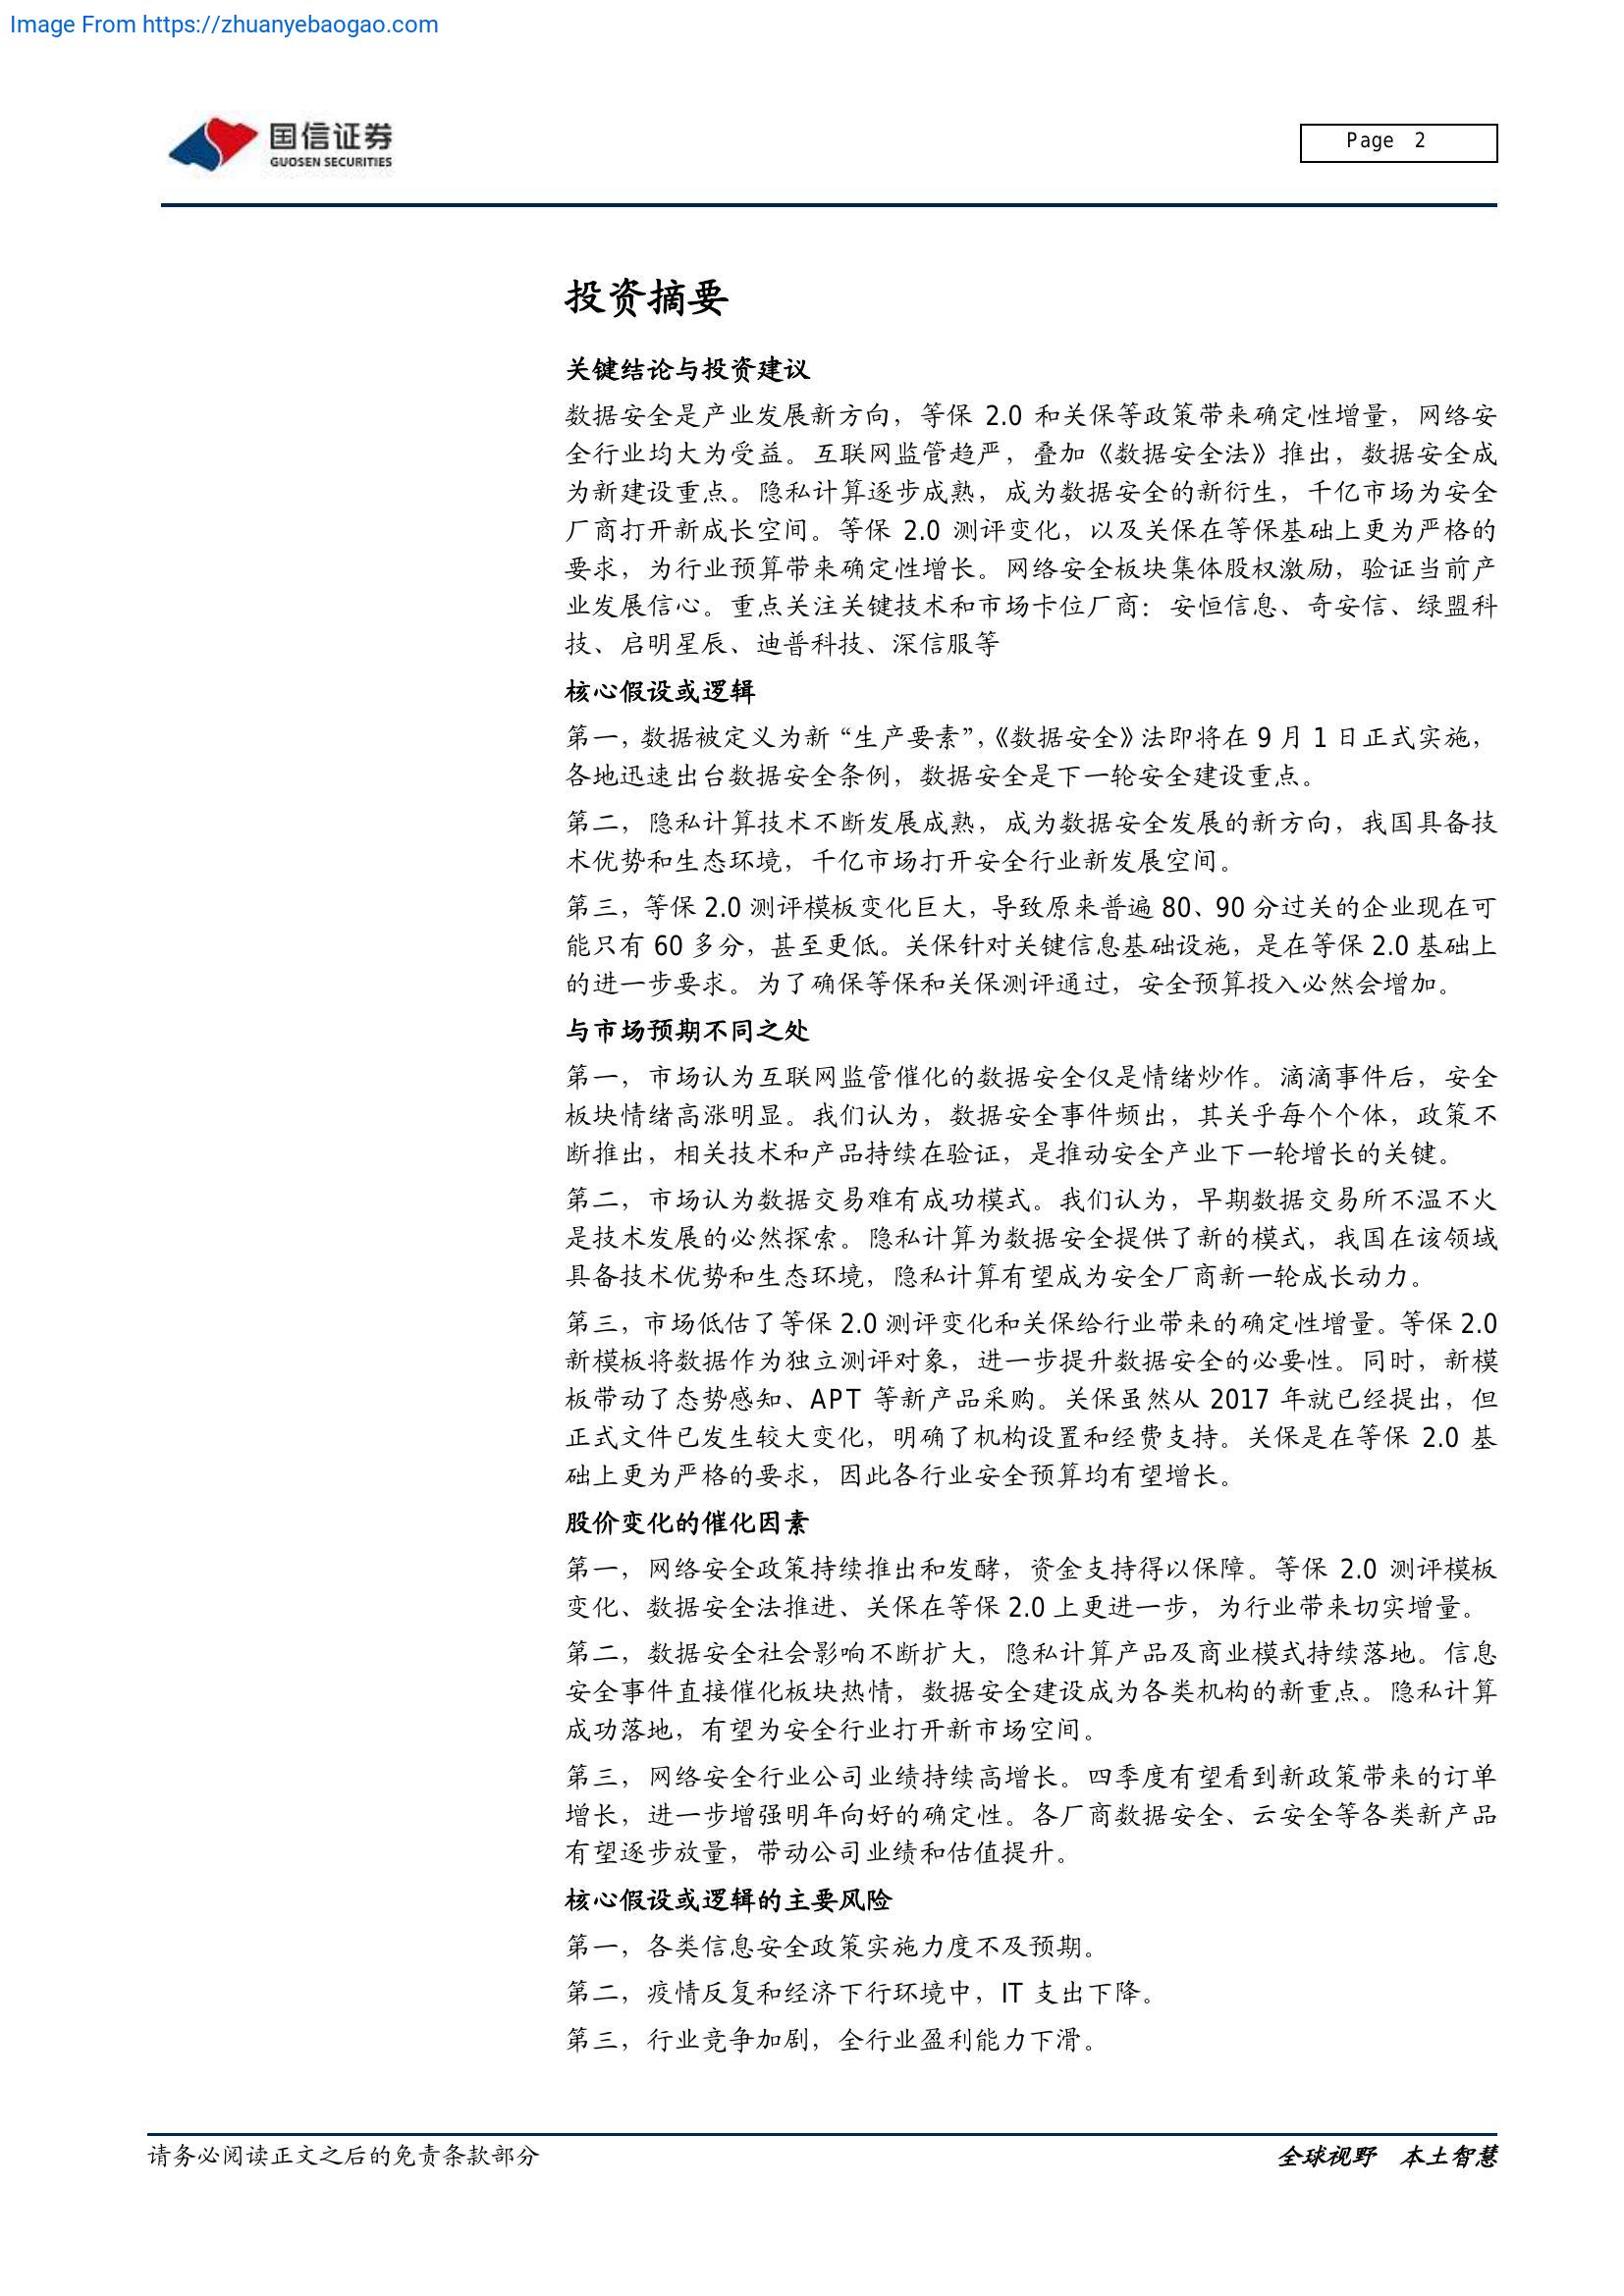 Image From https://zhuanyebaogao.com
国信证券
GUOSEN SECURITIES
Page 2
投资摘要
关键结论与投资建议
数据安全是产业发展新方向，等保 2.0 和关保等政策带来确定性增量，网络安
全行业均大为受益。互联网监管趋严，叠加《数据安全法》推出，数据安全成
为新建设重点。隐私计算逐步成熟，成为数据安全的新衍生，千亿市场为安全
厂商打开新成长空间。等保 2.0 测评变化，以及关保在等保基础上更为严格的
要求，为行业预算带来确定性增长。网络安全板块集体股权激励，验证当前产
业发展信心。重点关注关键技术和市场卡位厂商：安恒信息、奇安信、绿盟科
技、启明星辰、迪普科技、深信服等
核心假设或逻辑
第一，数据被定义为新“生产要素”，《数据安全》法即将在 9 月 1 日正式实施，
各地迅速出台数据安全条例，数据安全是下一轮安全建设重点。
第二，隐私计算技术不断发展成熟，成为数据安全发展的新方向，我国具备技
术优势和生态环境，千亿市场打开安全行业新发展空间。
第三，等保 2.0 测评模板变化巨大，导致原来普遍 80、90 分过关的企业现在可
能只有 60 多分，甚至更低。关保针对关键信息基础设施，是在等保 2.0 基础上
的进一步要求。为了确保等保和关保测评通过，安全预算投入必然会增加。
与市场预期不同之处
第一，市场认为互联网监管催化的数据安全仅是情绪炒作。滴滴事件后，安全
板块情绪高涨明显。我们认为，数据安全事件频出，其关乎每个个体，政策不
断推出，相关技术和产品持续在验证，是推动安全产业下一轮增长的关键。
第二，市场认为数据交易难有成功模式。我们认为，早期数据交易所不温不火
是技术发展的必然探索。隐私计算为数据安全提供了新的模式，我国在该领域
具备技术优势和生态环境，隐私计算有望成为安全厂商新一轮成长动力。
第三，市场低估了等保 2.0 测评变化和关保给行业带来的确定性增量。等保 2.0
新模板将数据作为独立测评对象，进一步提升数据安全的必要性。同时，新模
板带动了态势感知、APT 等新产品采购。关保虽然从 2017 年就已经提出，但
正式文件已发生较大变化，明确了机构设置和经费支持。关保是在等保 2.0 基
础上更为严格的要求，因此各行业安全预算均有望增长。
股价变化的催化因素
第一，网络安全政策持续推出和发酵，资金支持得以保障。等保 2.0 测评模板
变化、数据安全法推进、关保在等保 2.0 上更进一步，为行业带来切实增量。
第二，数据安全社会影响不断扩大，隐私计算产品及商业模式持续落地。信息
安全事件直接催化板块热情，数据安全建设成为各类机构的新重点。隐私计算
成功落地，有望为安全行业打开新市场空间。
第三，网络安全行业公司业绩持续高增长。四季度有望看到新政策带来的订单
增长，进一步增强明年向好的确定性。各厂商数据安全、云安全等各类新产品
有望逐步放量，带动公司业绩和估值提升。
核心假设或逻辑的主要风险
第一，各类信息安全政策实施力度不及预期。
第二，疫情反复和经济下行环境中，IT 支出下降。
第三，行业竞争加剧，全行业盈利能力下滑。
请务必阅读正文之后的免责条款部分
全球视野 本土智慧